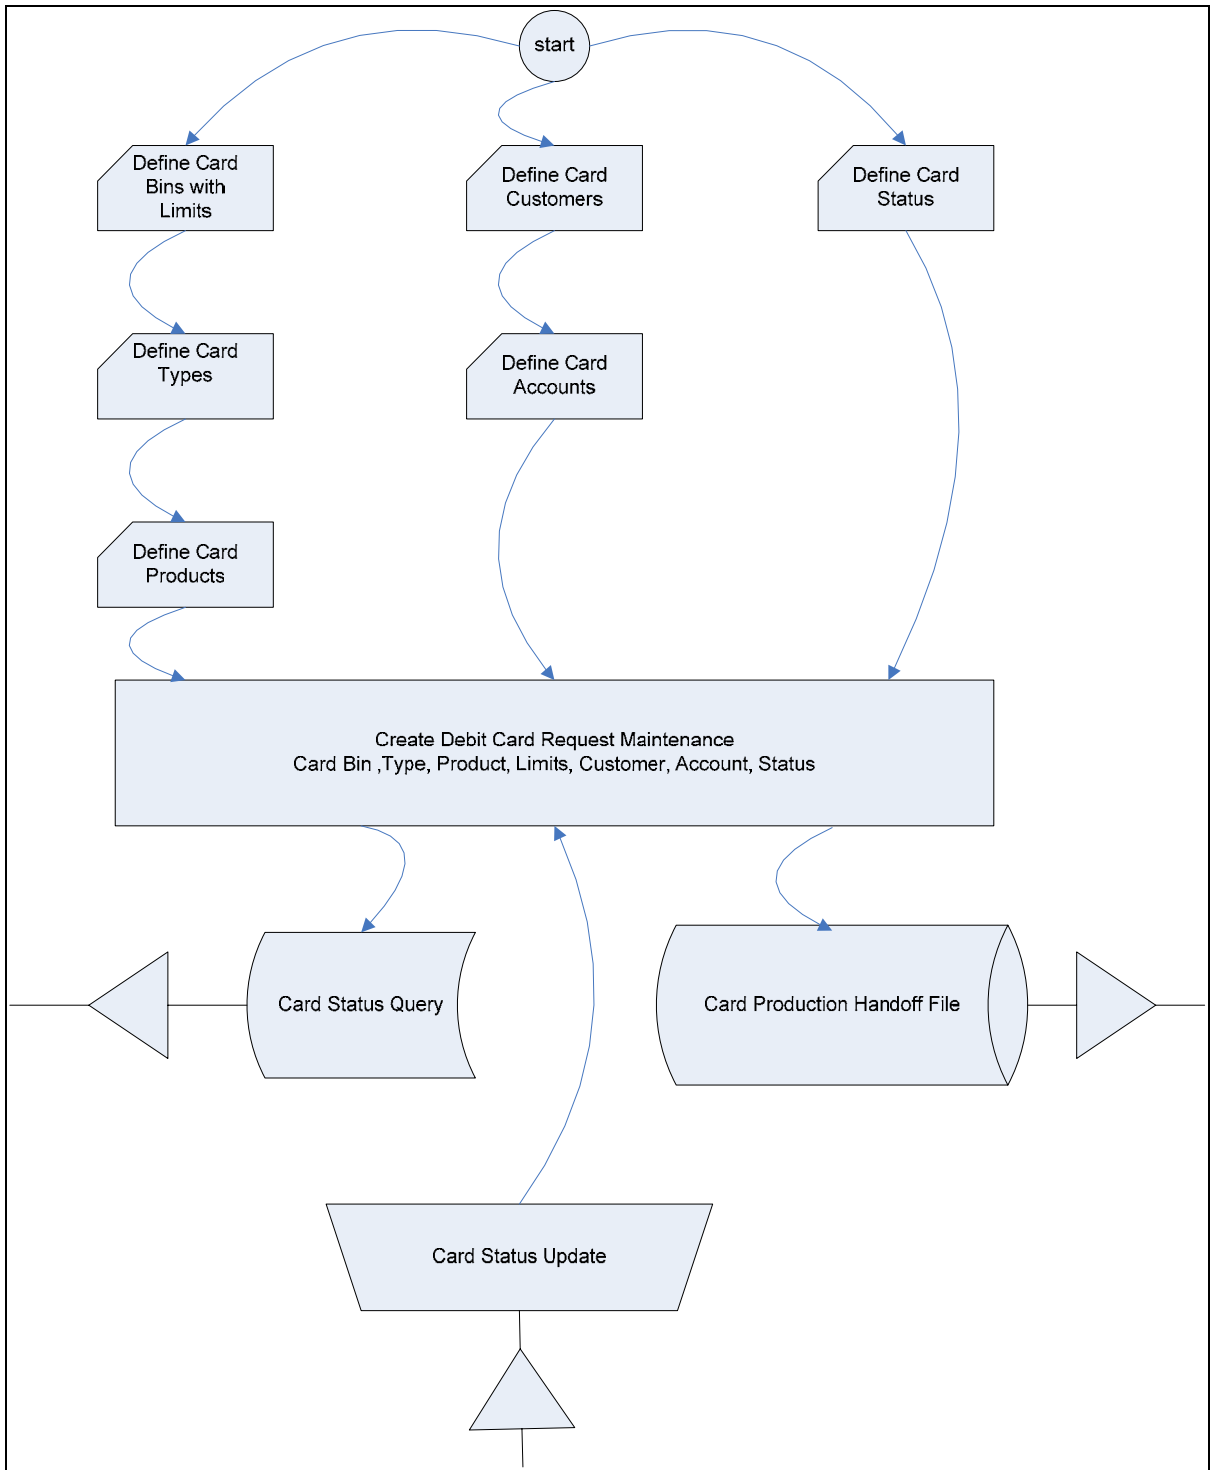 start
Define Card
Bins with
Limits
Define Card
Customers
Define Card
Status
Define Card
Types
Define Card
Accounts
Define Card
Products
Create Debit Card Request Maintenance
Card Bin ,Type, Product, Limits, Customer, Account, Status
Card Status Query
Card Production Handoff File
Card Status Update